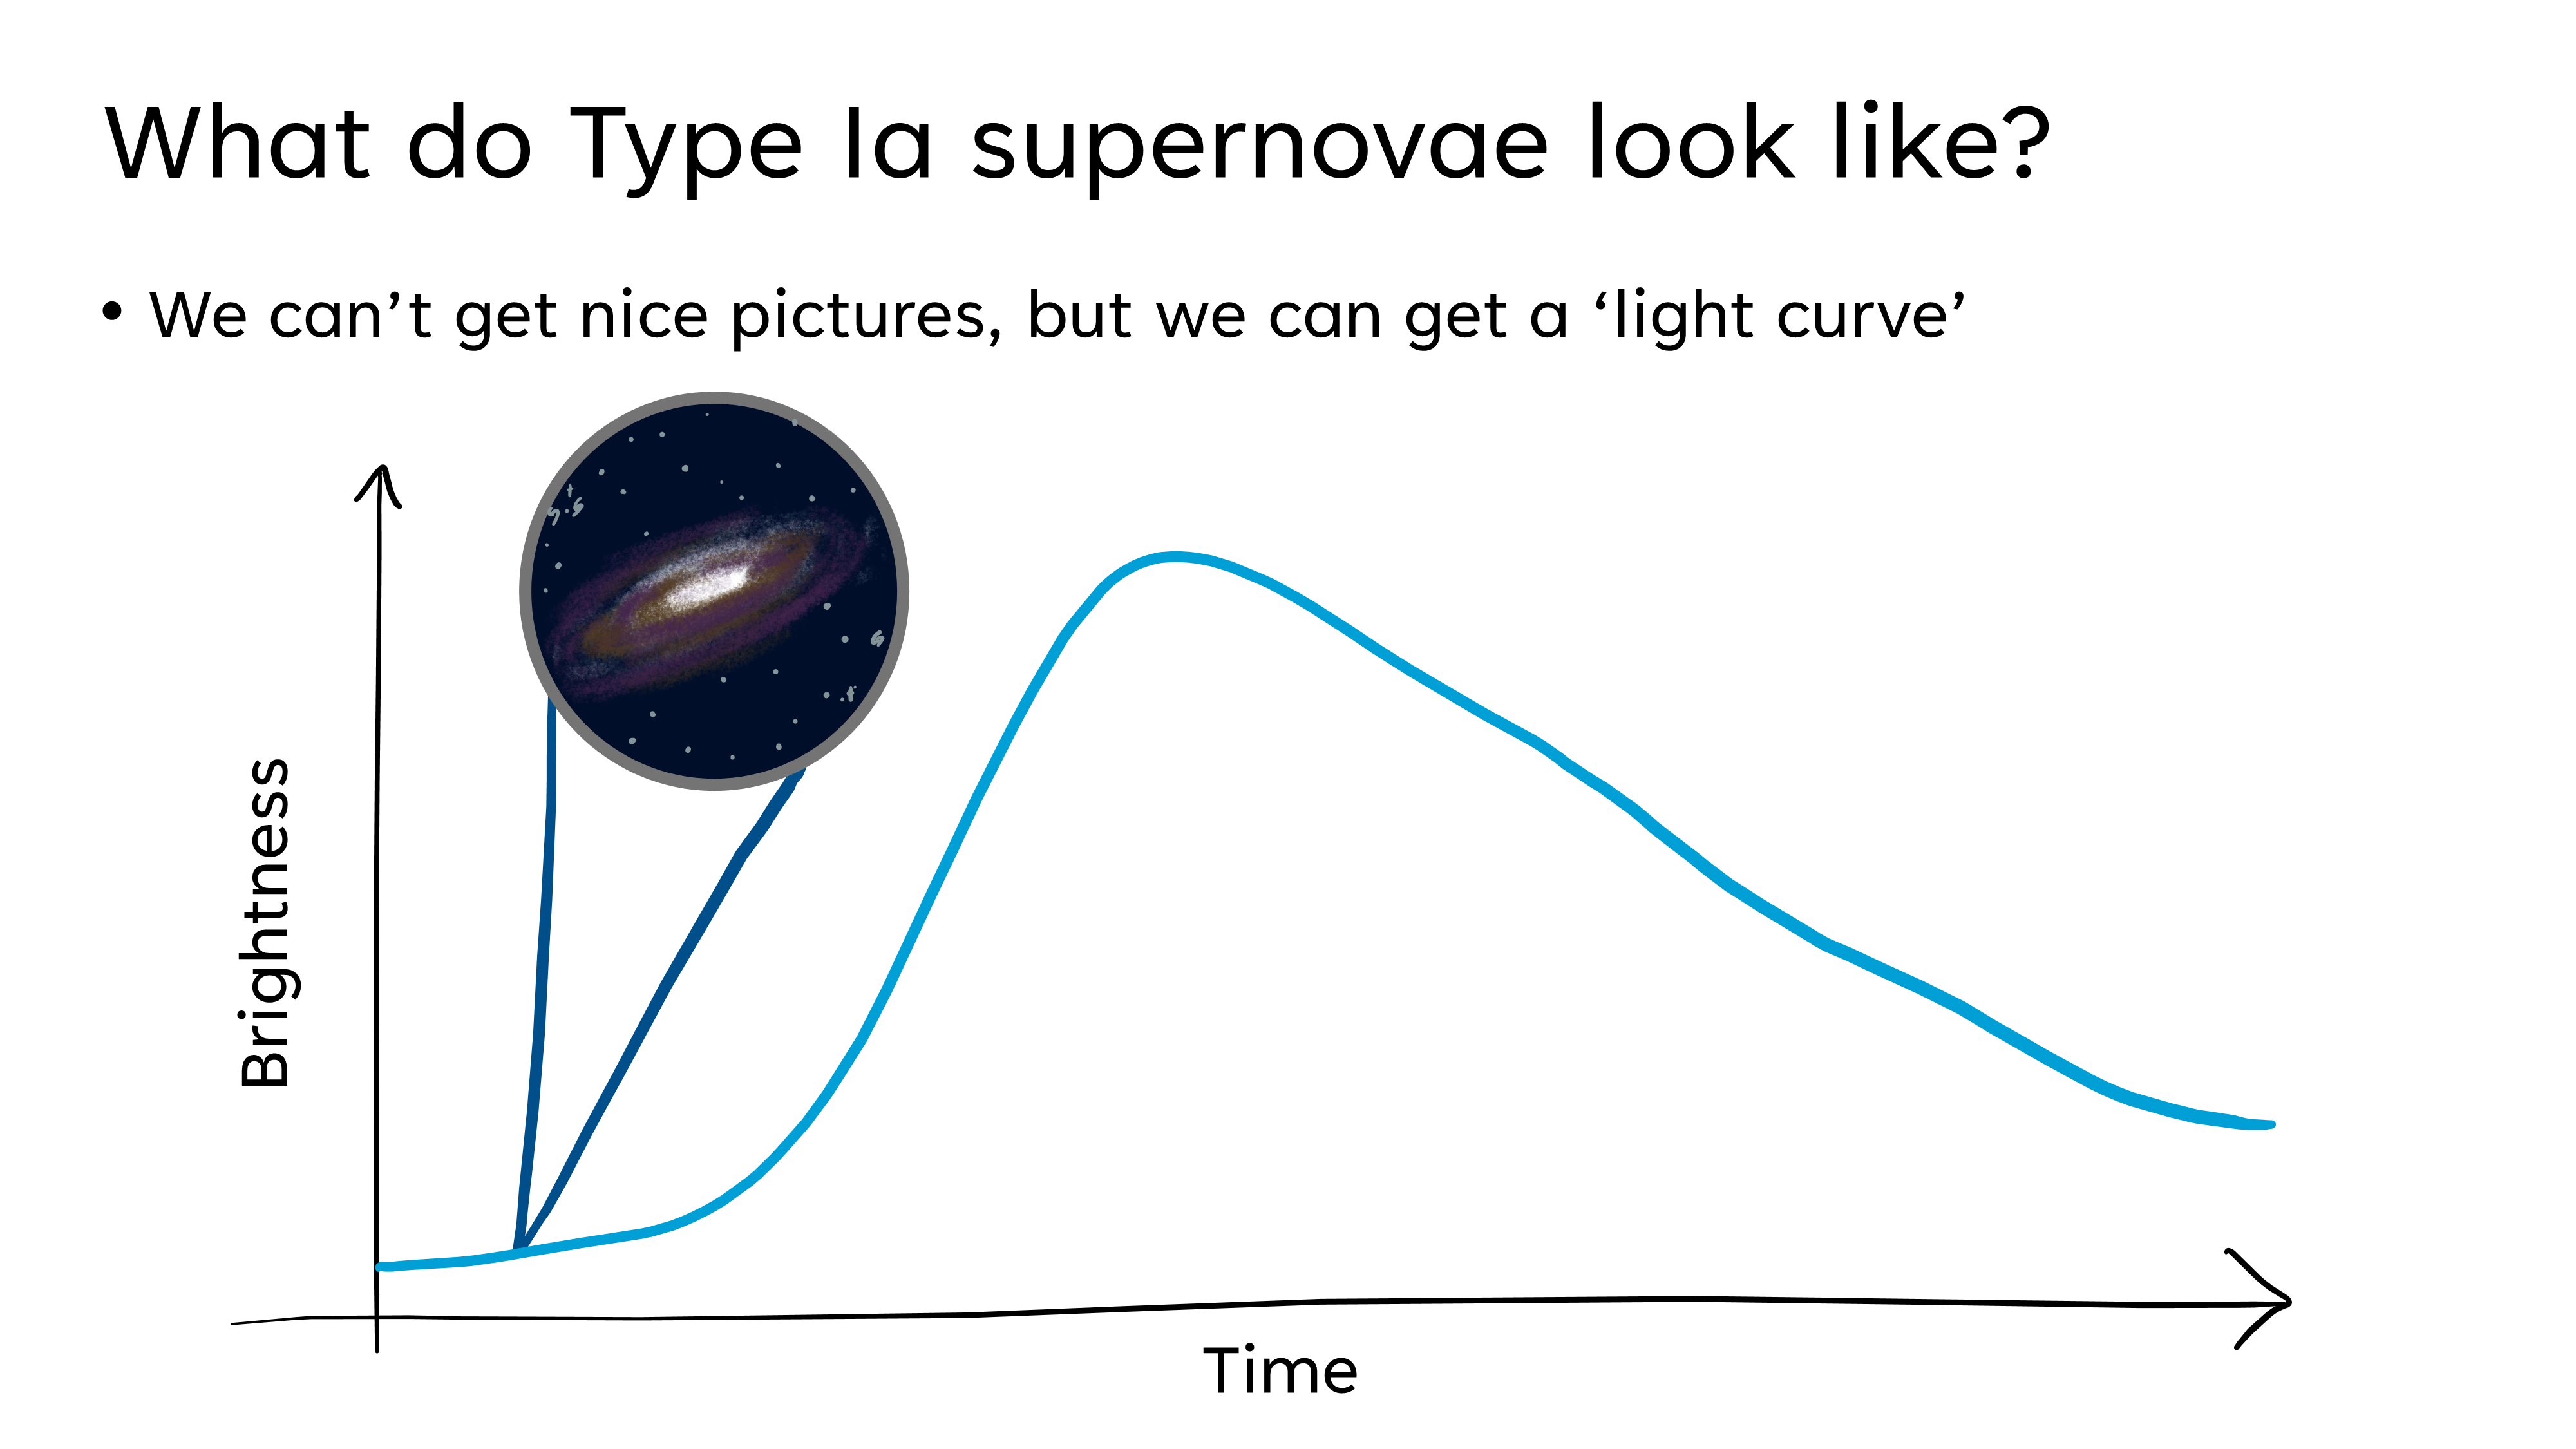 What do Type Ia supernovae look like?
• We can’t get nice pictures, but we can get a ‘light curve’
Brightness
Time